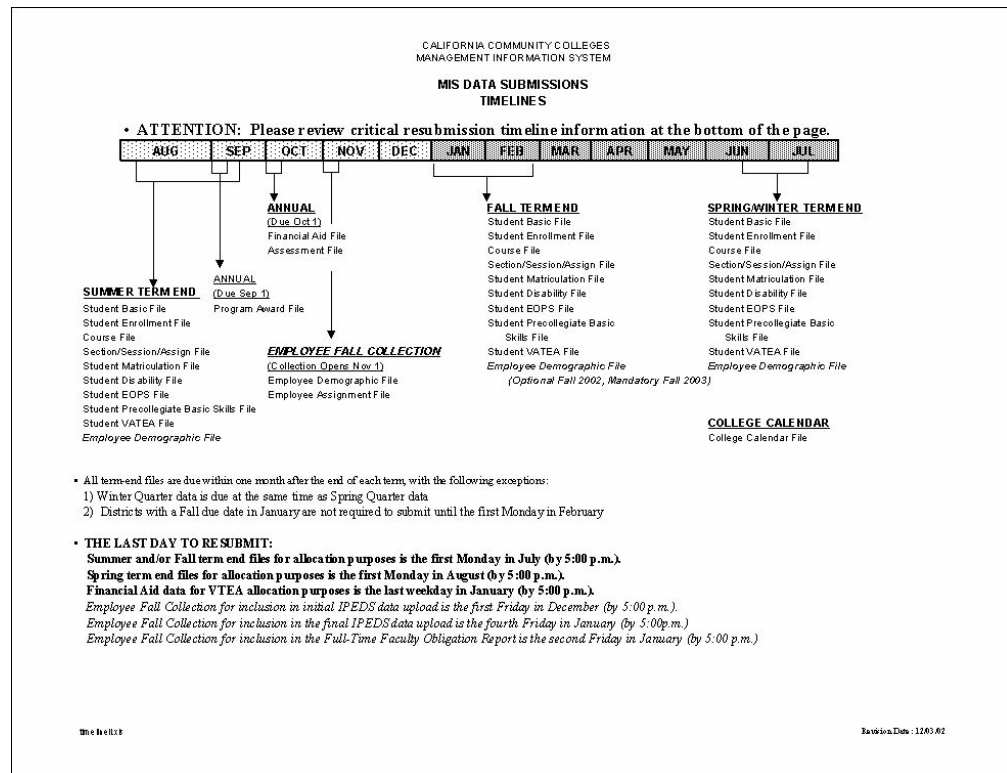 CALIFORNIA COMMUNITY COLLEGES
MANAGEMENT INFORMATION SYSTEM
MIS DATA SUBMISSIONS
TIMELINES
• ATTENTION: Please review critical resubmission timeline information at the bottom of the page.
AUG SEP OCT NOV DEC JAN FEB MAR APR MAY JUN JUL
SUMMER TERM END
Student Basic File
Student Enrollment File
Course File
Section/Session/Assign File
Student Matriculation File
Student Disability File
Student EOPS File
Student Precollegiate Basic Skills File
Student VATEA File
Employee Demographic File
ANNUAL
(Due Sep 1)
Program Award File
ANNUAL
(Due Oct 1)
Financial Aid File
Assessment File
EMPLOYEE FALL COLLECTION
(Collection Opens Nov 1)
Employee Demographic File
Employee Assignment File
FALL TERM END
Student Basic File
Student Enrollment File
Course File
Section/Session/Assign File
Student Matriculation File
Student Disability File
Student EOPS File
Student Precollegiate Basic
Skills File
Student VATEA File
Employee Demographic File
(Optional Fall 2002, Mandatory Fall 2003)
SPRING/WINTER TERM END
Student Basic File
Student Enrollment File
Course File
Section/Session/Assign File
Student Matriculation File
Student Disability File
Student EOPS File
Student Precollegiate Basic
Skills File
Student VATEA File
Employee Demographic File
COLLEGE CALENDAR
College Calendar File
• All term-end files are due within one month after the end of each term, with the following exceptions:
1) Winter Quarter data is due at the same time as Spring Quarter data
2) Districts with a Fall due date in January are not required to submit until the first Monday in February
• THE LAST DAY TO RESUBMIT:
Summer and/or Fall term end files for allocation purposes is the first Monday in July (by 5:00 p.m.).
Spring term end files for allocation purposes is the first Monday in August (by 5:00 p.m.).
Financial Aid data for VTEA allocation purposes is the last weekday in January (by 5:00 p.m.).
Employee Fall Collection for inclusion in initial IPEDS data upload is the first Friday in December (by 5:00 p.m.).
Employee Fall Collection for inclusion in the final IPEDS data upload is the fourth Friday in January (by 5:00p.m.)
Employee Fall Collection for inclusion in the Full-Time Faculty Obligation Report is the second Friday in January (by 5:00 p.m.)
Revision Date: 12/03/02